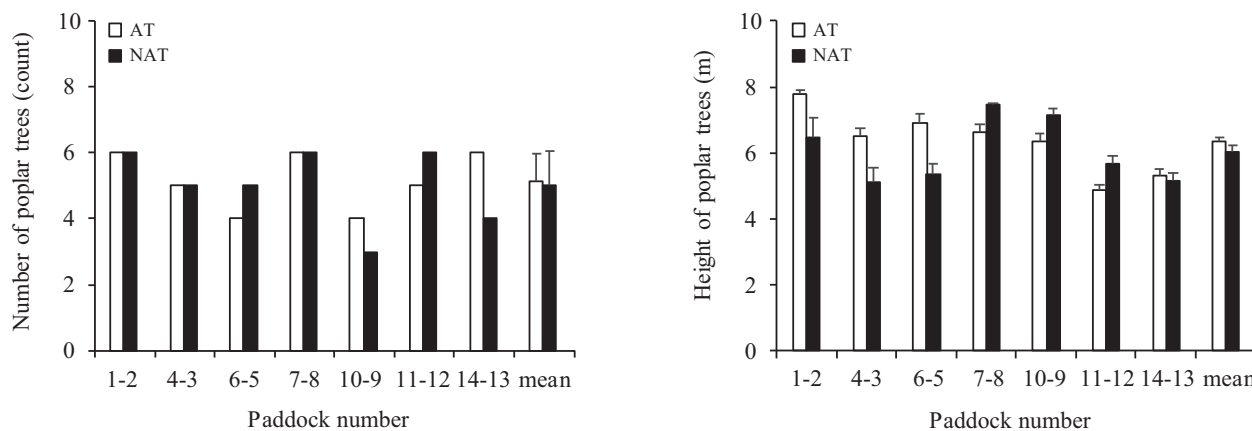 Number of poplar trees (count)
10
8
6
4
2
0
AT
NAT
1-2 4-3 6-5 7-8 10-9 11-12 14-13 mean
Paddock number
Height of poplar trees (m)
10
8
6
4
2
0
AT
NAT
1-2 4-3 6-5 7-8 10-9 11-12 14-13 mean
Paddock number